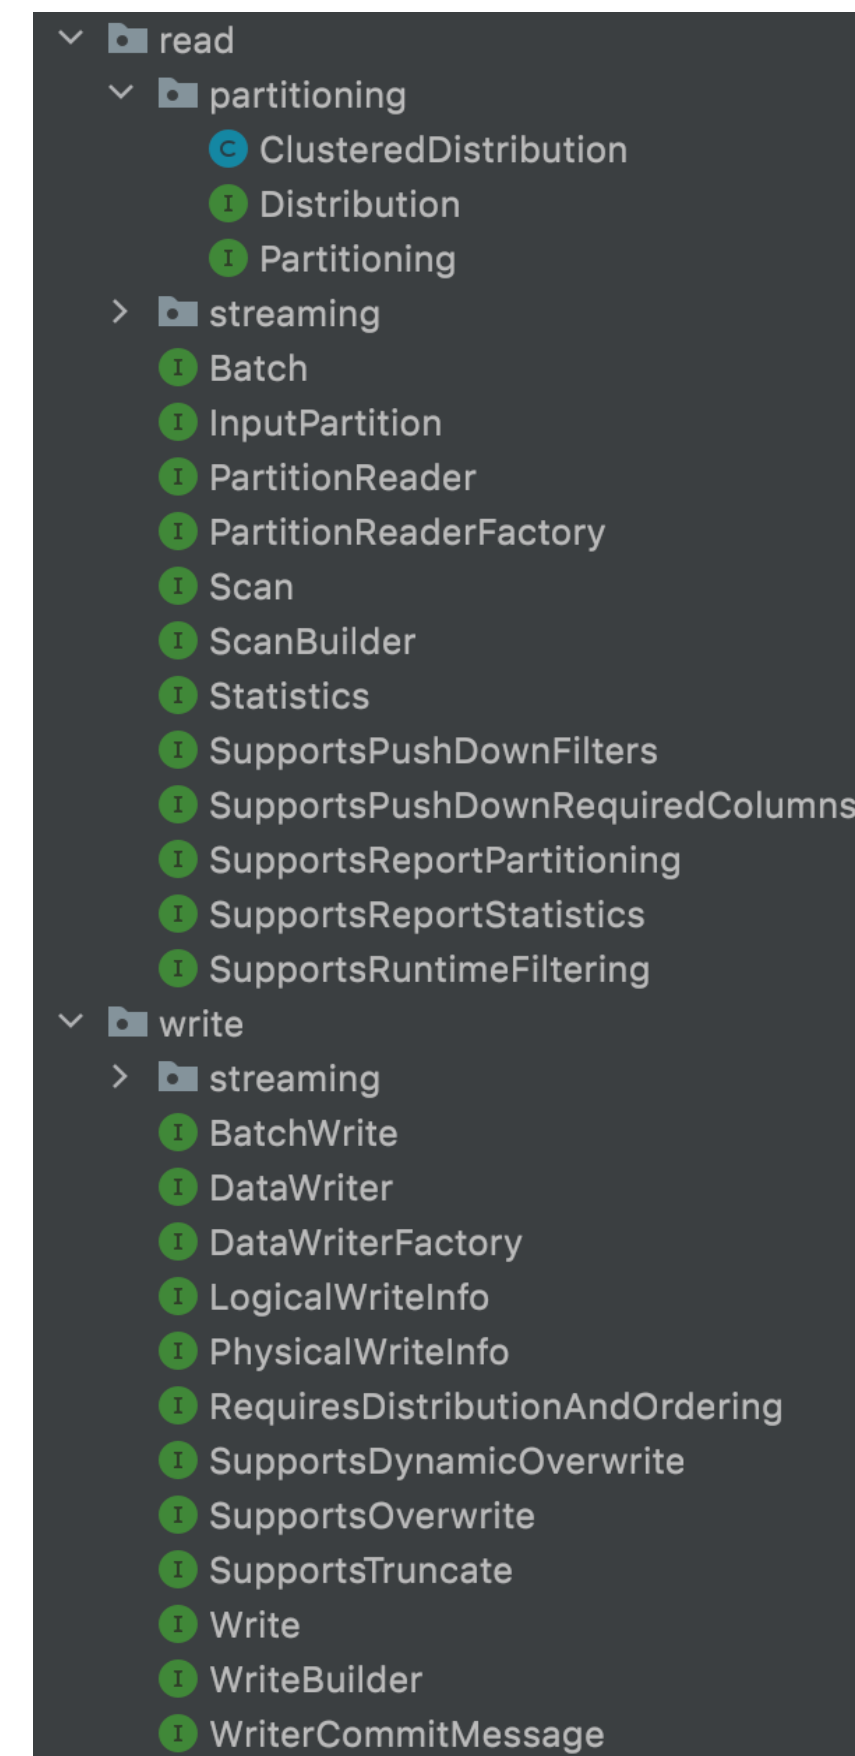 read
partitioning
ClusteredDistribution
Distribution
Partitioning
streaming
Batch
InputPartition
PartitionReader
PartitionReaderFactory
Scan
ScanBuilder
Statistics
SupportsPushDownFilters
SupportsPushDownRequiredColumns
SupportsReportPartitioning
SupportsReportStatistics
SupportsRuntimeFiltering
write
streaming
BatchWrite
DataWriter
DataWriterFactory
LogicalWriteInfo
PhysicalWriteInfo
RequiresDistributionAndOrdering
SupportsDynamicOverwrite
SupportsOverwrite
SupportsTruncate
Write
WriteBuilder
WriterCommitMessage